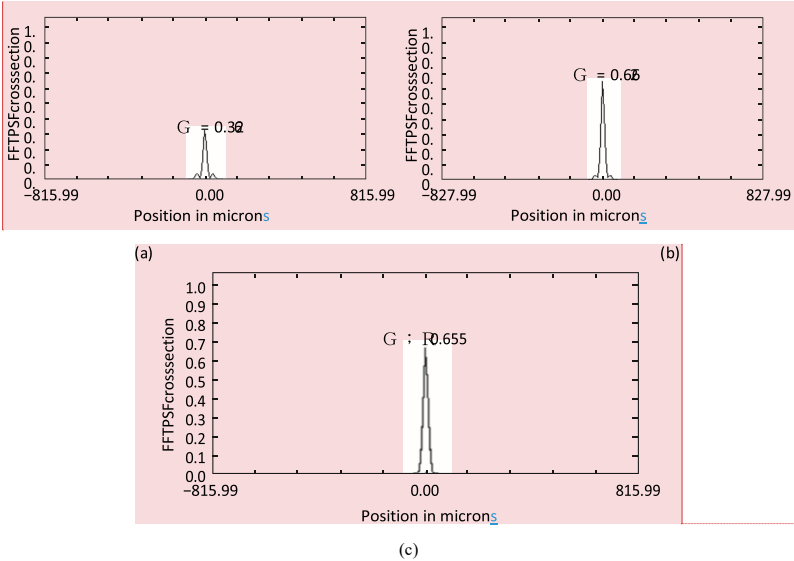 FFTPSFcrosssection
1.
0.
0.
0.
0.
0.
0.
0.
0.
0.
0.
G = 0.3
−815.99 0.00 815.99
Position in microns
(a)
FFTPSFcrosssection
1.
0.
0.
0.
0.
0.
0.
0.
0.
0.
0.
G = 0.66
−827.99 0.00 827.99
Position in microns
(b)
FFTPSFcrosssection
1.0
0.9
0.8
0.7
0.6
0.5
0.4
0.3
0.2
0.1
0.0
G ; R 0.655
−815.99 0.00 815.99
Position in microns
(c)